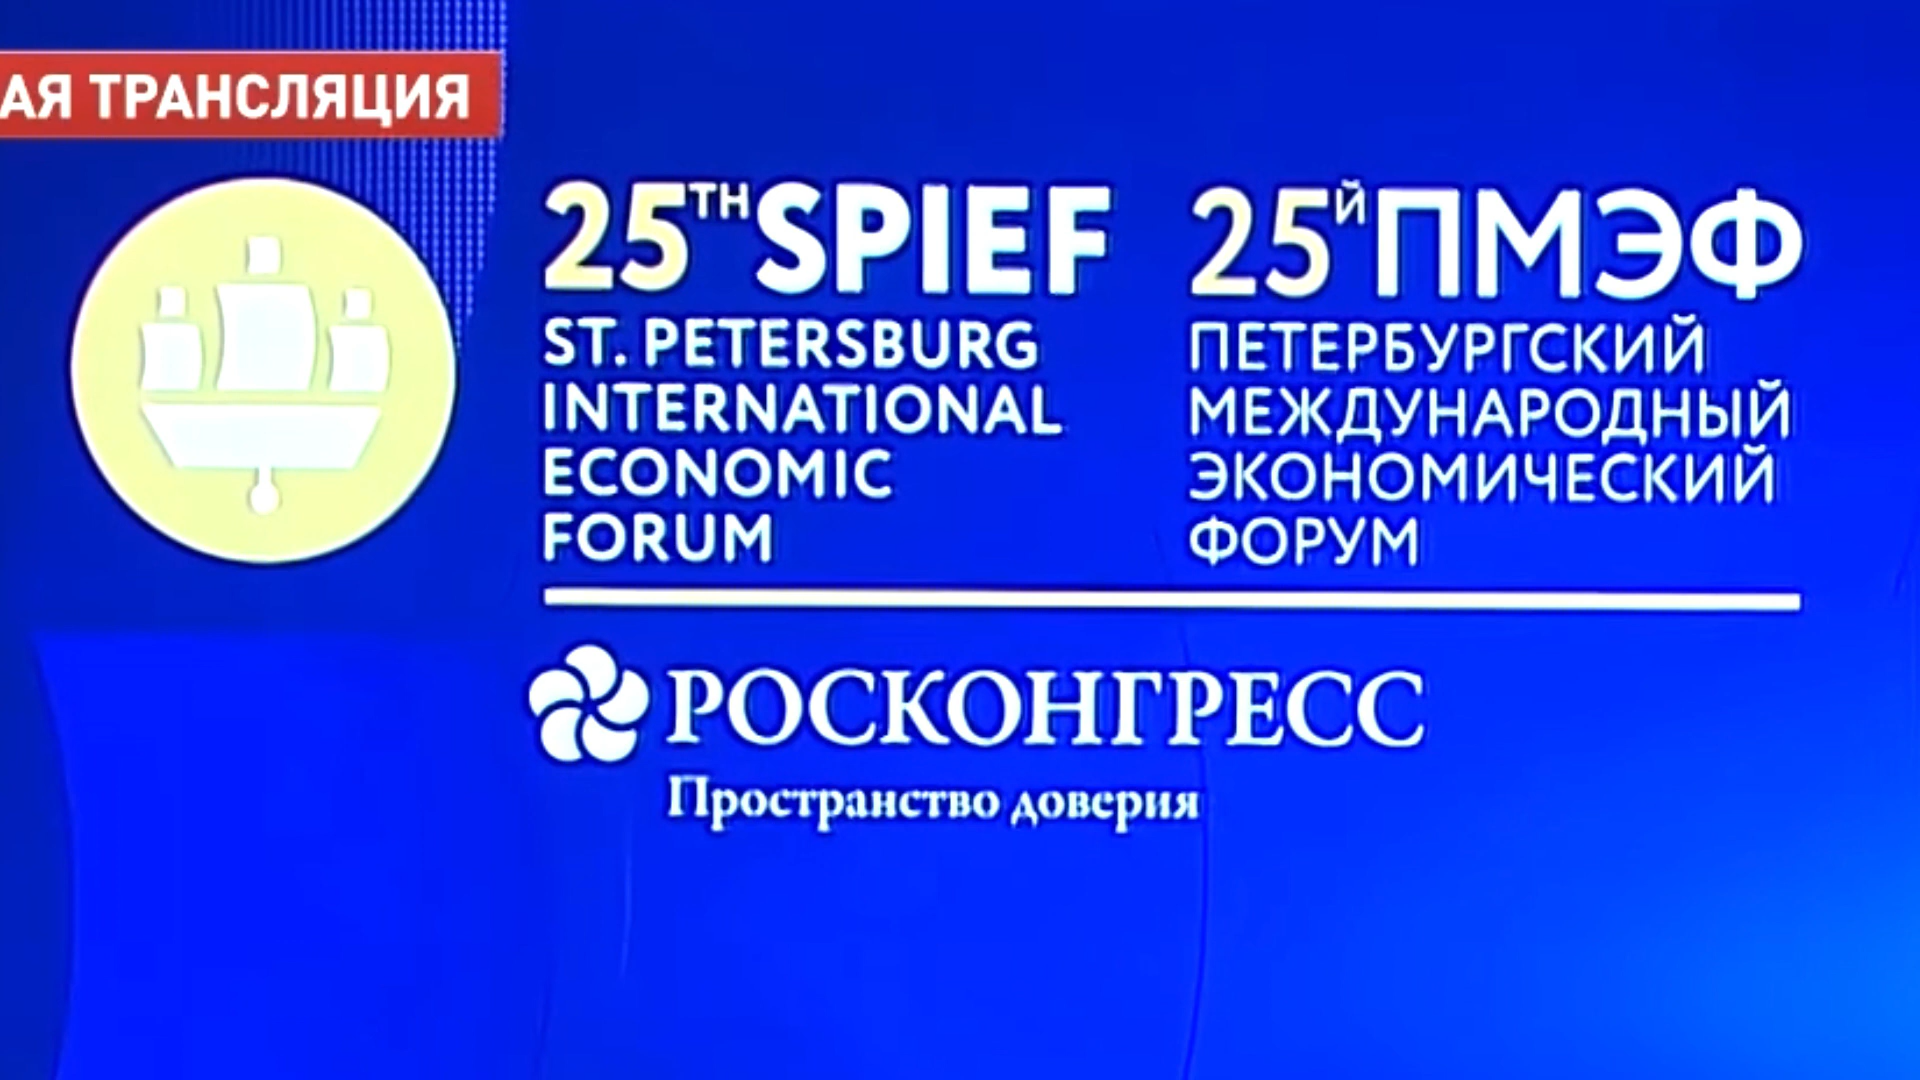 АЯ ТРАНСЛЯЦИЯ
25TH SPIEF
ST. PETERSBURG
INTERNATIONAL
ECONOMIC
FORUM
25Й ПМЭФ
ПЕТЕРБУРГСКИЙ
МЕЖДУНАРОДНЫЙ
ЭКОНОМИЧЕСКИЙ
ФОРУМ
РОСКОНГРЕСС
Пространство доверия